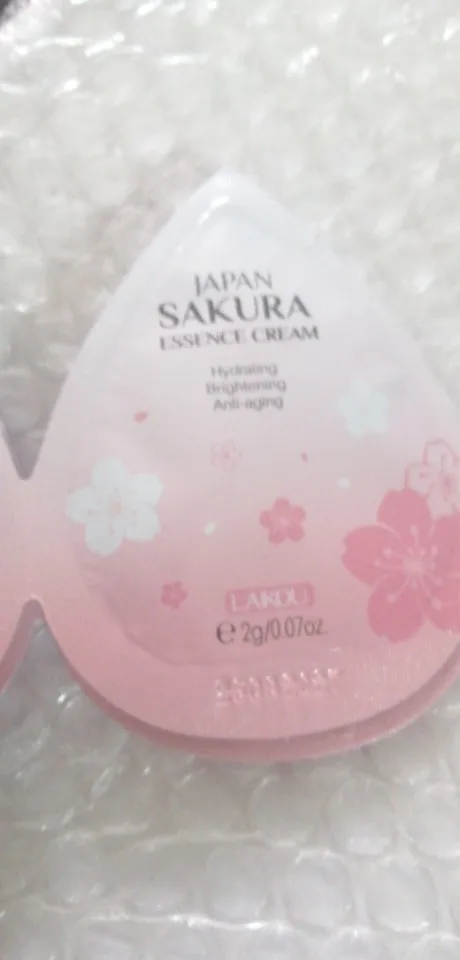 JAPAN
SAKURA
ESSENCE CREAM
Hydrating
Brightening
Anti-aging
LAIKOU
℮ 2g/0.07oz.